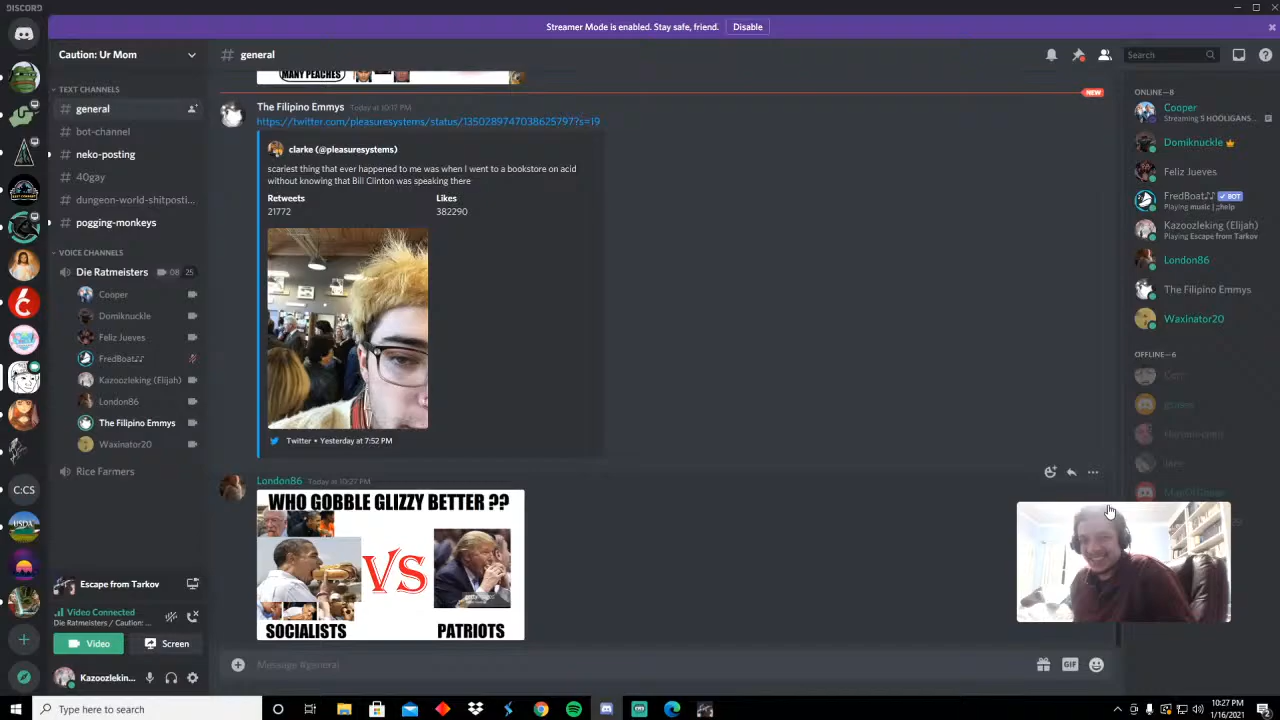 DISCORD
Streamer Mode is enabled. Stay safe, friend. Disable
Caution: Ur Mom
# general
Search
TEXT CHANNELS
# general
# bot-channel
# neko-posting
# 40gay
# dungeon-world-shitposti...
# pogging-monkeys
VOICE CHANNELS
Die Ratmeisters 08 25
Cooper
Domiknuckle
Feliz Jueves
FredBoat♪♪
Kazoozleking (Elijah)
London86
The Filipino Emmys
Waxinator20
Rice Farmers
C:CS
USDA
Escape from Tarkov
Video Connected
Die Ratmeisters / Caution: ...
Video
Screen
Kazoozlekin...
MANY PEACHES
NEW
The Filipino Emmys Today at 10:17 PM
https://twitter.com/pleasuresystems/status/1350289747038625797?s=19
clarke (@pleasuresystems)
scariest thing that ever happened to me was when I went to a bookstore on acid
without knowing that Bill Clinton was speaking there
Retweets Likes
21772 382290
Twitter • Yesterday at 7:52 PM
London86 Today at 10:27 PM
WHO GOBBLE GLIZZY BETTER ??
VS
SOCIALISTS PATRIOTS
Message #general
GIF
ONLINE—8
Cooper
Streaming 5 HOOLIGANS...
Domiknuckle
Feliz Jueves
FredBoat♪♪ ✓ BOT
Playing music | ;;help
Kazoozleking (Elijah)
Playing Escape from Tarkov
London86
The Filipino Emmys
Waxinator20
OFFLINE—6
Type here to search
10:27 PM
1/16/2021